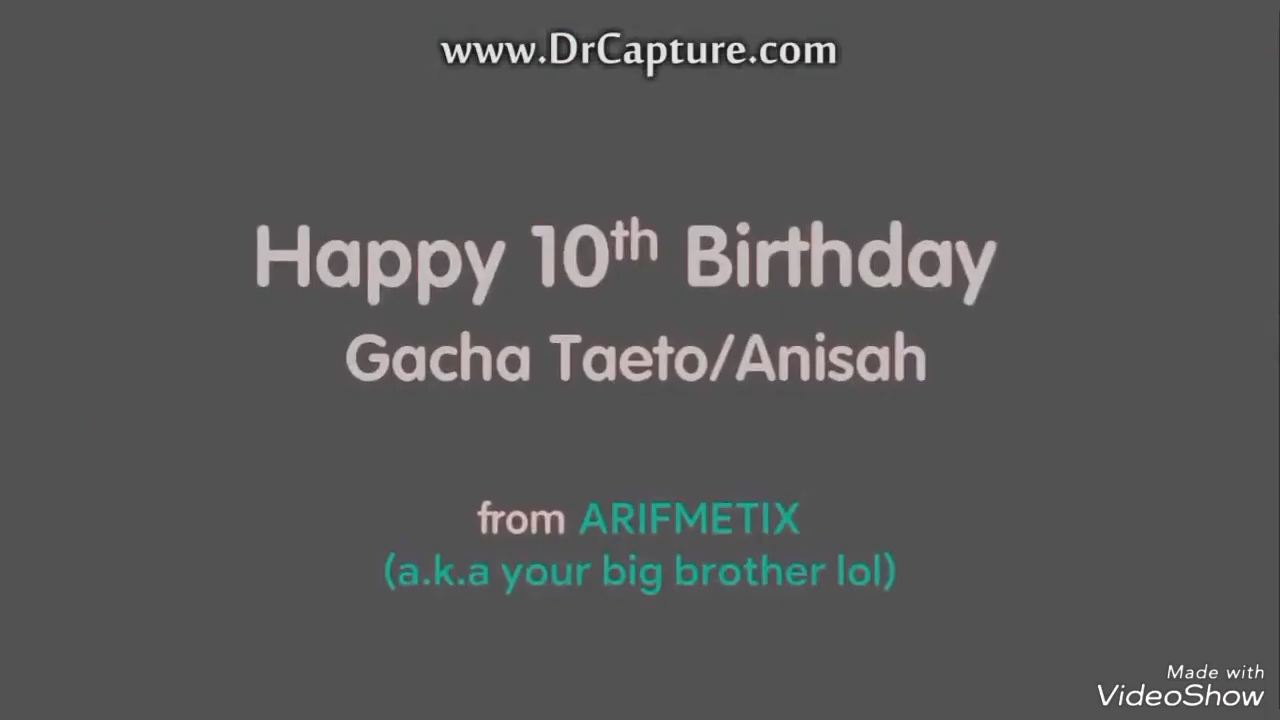 www.DrCapture.com
Happy 10th Birthday
Gacha Taeto/Anisah
from ARIFMETIX
(a.k.a your big brother lol)
Made with
VideoShow